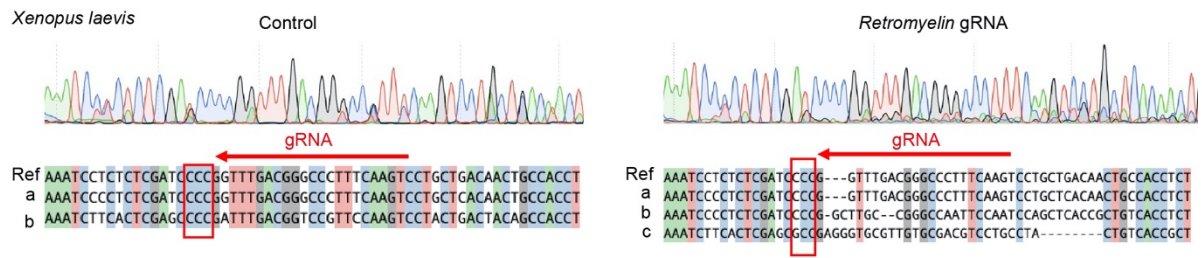 Xenopus laevis
Control
gRNA
Ref AAATCCTCTCTCGATCCCCGGTTTGACGGGCCCTTTCAAGTCCTGCTGACAACTGCCACCT
a AAATCCCCTCTCGATCCCCGGTTTGACGGGCCCTTTCAAGTCCTGCTCACAACTGCCACCT
b AAATCTTCACTCGAGCCCCGATTTGACGGTCCGTTCCAAGTCCTACTGACTACAGCCACCT
Retromyelin gRNA
gRNA
Ref AAATCCTCTCTCGATCCCCG---GTTTGACGGGCCCTTTCAAGTCCTGCTGACAACTGCCACCTCT
a AAATCCCCTCTCGATCCCCG---GTTTGACGGGCCCTTTCAAGTCCTGCTCACAACTGCCACCTCT
b AAATCCCCTCTCGATCCCCG-GCTTGC--CGGGCCAATTCCAATCCAGCTCACCGCTGTCACCTCT
c AAATCTTCACTCGAGCGCCGAGGGTGCGTTGTGCGACGTCCTGCCTA---------CTGTCACCGCT